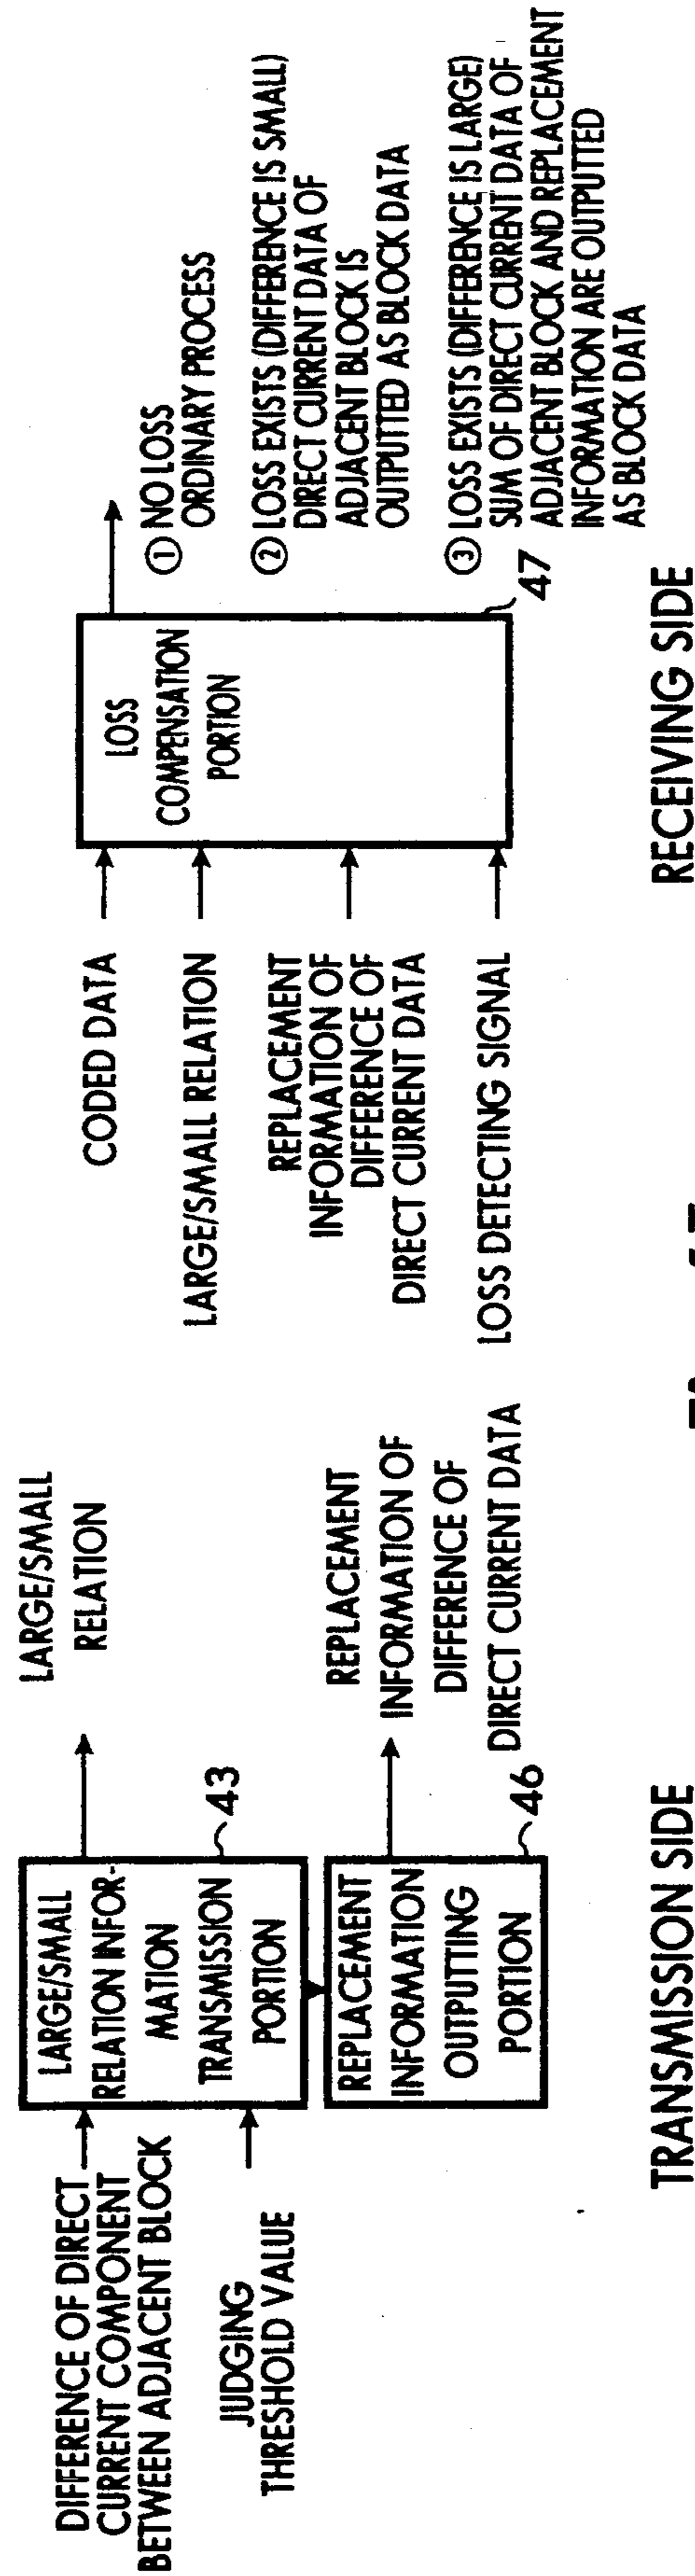 DIFFERENCE OF DIRECT
CURRENT COMPONENT
BETWEEN ADJACENT BLOCK
JUDGING
THRESHOLD VALUE
LARGE/SMALL
RELATION INFOR-
MATION
TRANSMISSION
PORTION
43
REPLACEMENT
INFORMATION
OUTPUTTING
PORTION
46
LARGE/SMALL
RELATION
REPLACEMENT
INFORMATION OF
DIFFERENCE OF
DIRECT CURRENT DATA
TRANSMISSION SIDE
CODED DATA
LARGE/SMALL RELATION
REPLACEMENT
INFORMATION OF
DIFFERENCE OF
DIRECT CURRENT DATA
LOSS DETECTING SIGNAL
LOSS
COMPENSATION
PORTION
47
① NO LOSS
ORDINARY PROCESS
② LOSS EXISTS (DIFFERENCE IS SMALL)
DIRECT CURRENT DATA OF
ADJACENT BLOCK IS
OUTPUTTED AS BLOCK DATA
③ LOSS EXISTS (DIFFERENCE IS LARGE)
SUM OF DIRECT CURRENT DATA OF
ADJACENT BLOCK AND REPLACEMENT
INFORMATION ARE OUTPUTTED
AS BLOCK DATA
RECEIVING SIDE